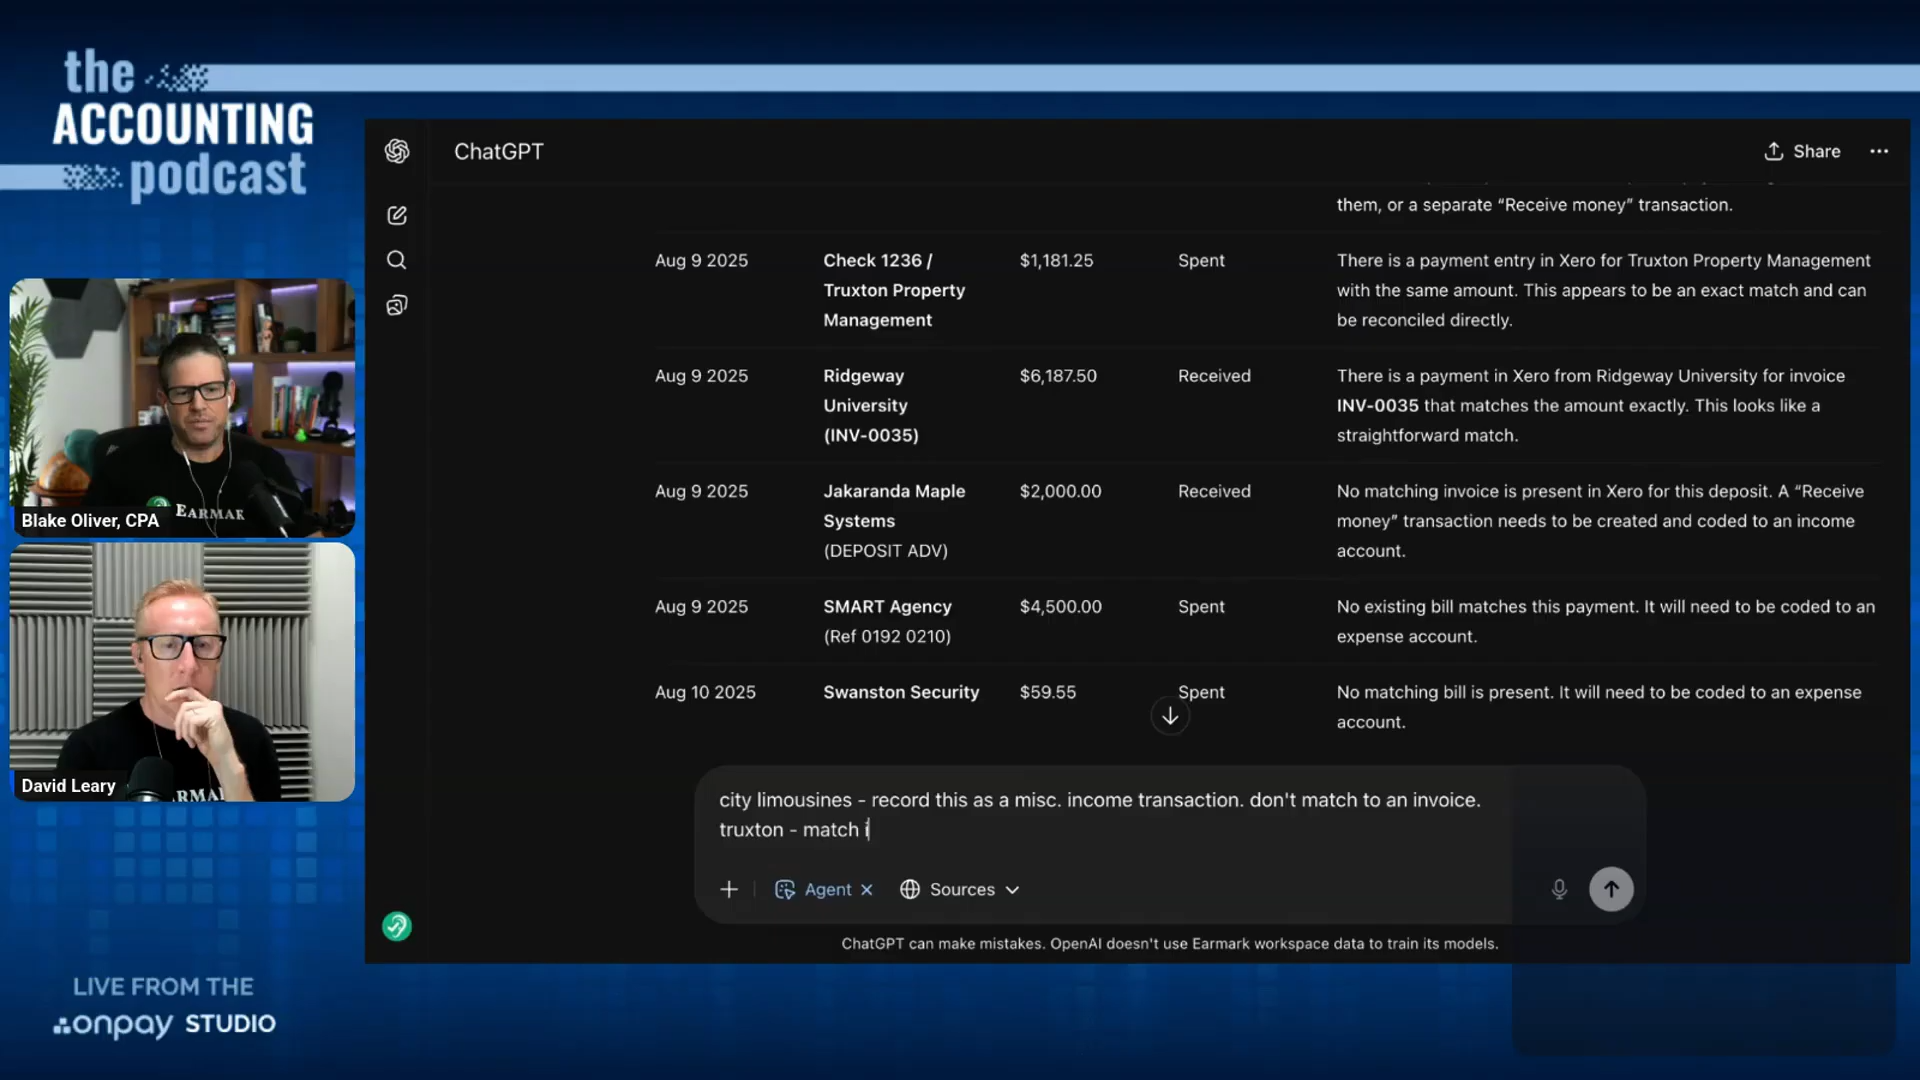 the
ACCOUNTING
podcast
ChatGPT
Share
them, or a separate “Receive money” transaction.
Aug 9 2025
Check 1236 /
Truxton Property
Management
$1,181.25
Spent
There is a payment entry in Xero for Truxton Property Management
with the same amount. This appears to be an exact match and can
be reconciled directly.
Aug 9 2025
Ridgeway
University
(INV-0035)
$6,187.50
Received
There is a payment in Xero from Ridgeway University for invoice
INV-0035 that matches the amount exactly. This looks like a
straightforward match.
Aug 9 2025
Jakaranda Maple
Systems
(DEPOSIT ADV)
$2,000.00
Received
No matching invoice is present in Xero for this deposit. A “Receive
money” transaction needs to be created and coded to an income
account.
Aug 9 2025
SMART Agency
(Ref 0192 0210)
$4,500.00
Spent
No existing bill matches this payment. It will need to be coded to an
expense account.
Aug 10 2025
Swanston Security
$59.55
Spent
No matching bill is present. It will need to be coded to an expense
account.
city limousines - record this as a misc. income transaction. don't match to an invoice.
truxton - match i
Agent
Sources
ChatGPT can make mistakes. OpenAI doesn't use Earmark workspace data to train its models.
EARMAR
Blake Oliver, CPA
David Leary
LIVE FROM THE
onpay STUDIO